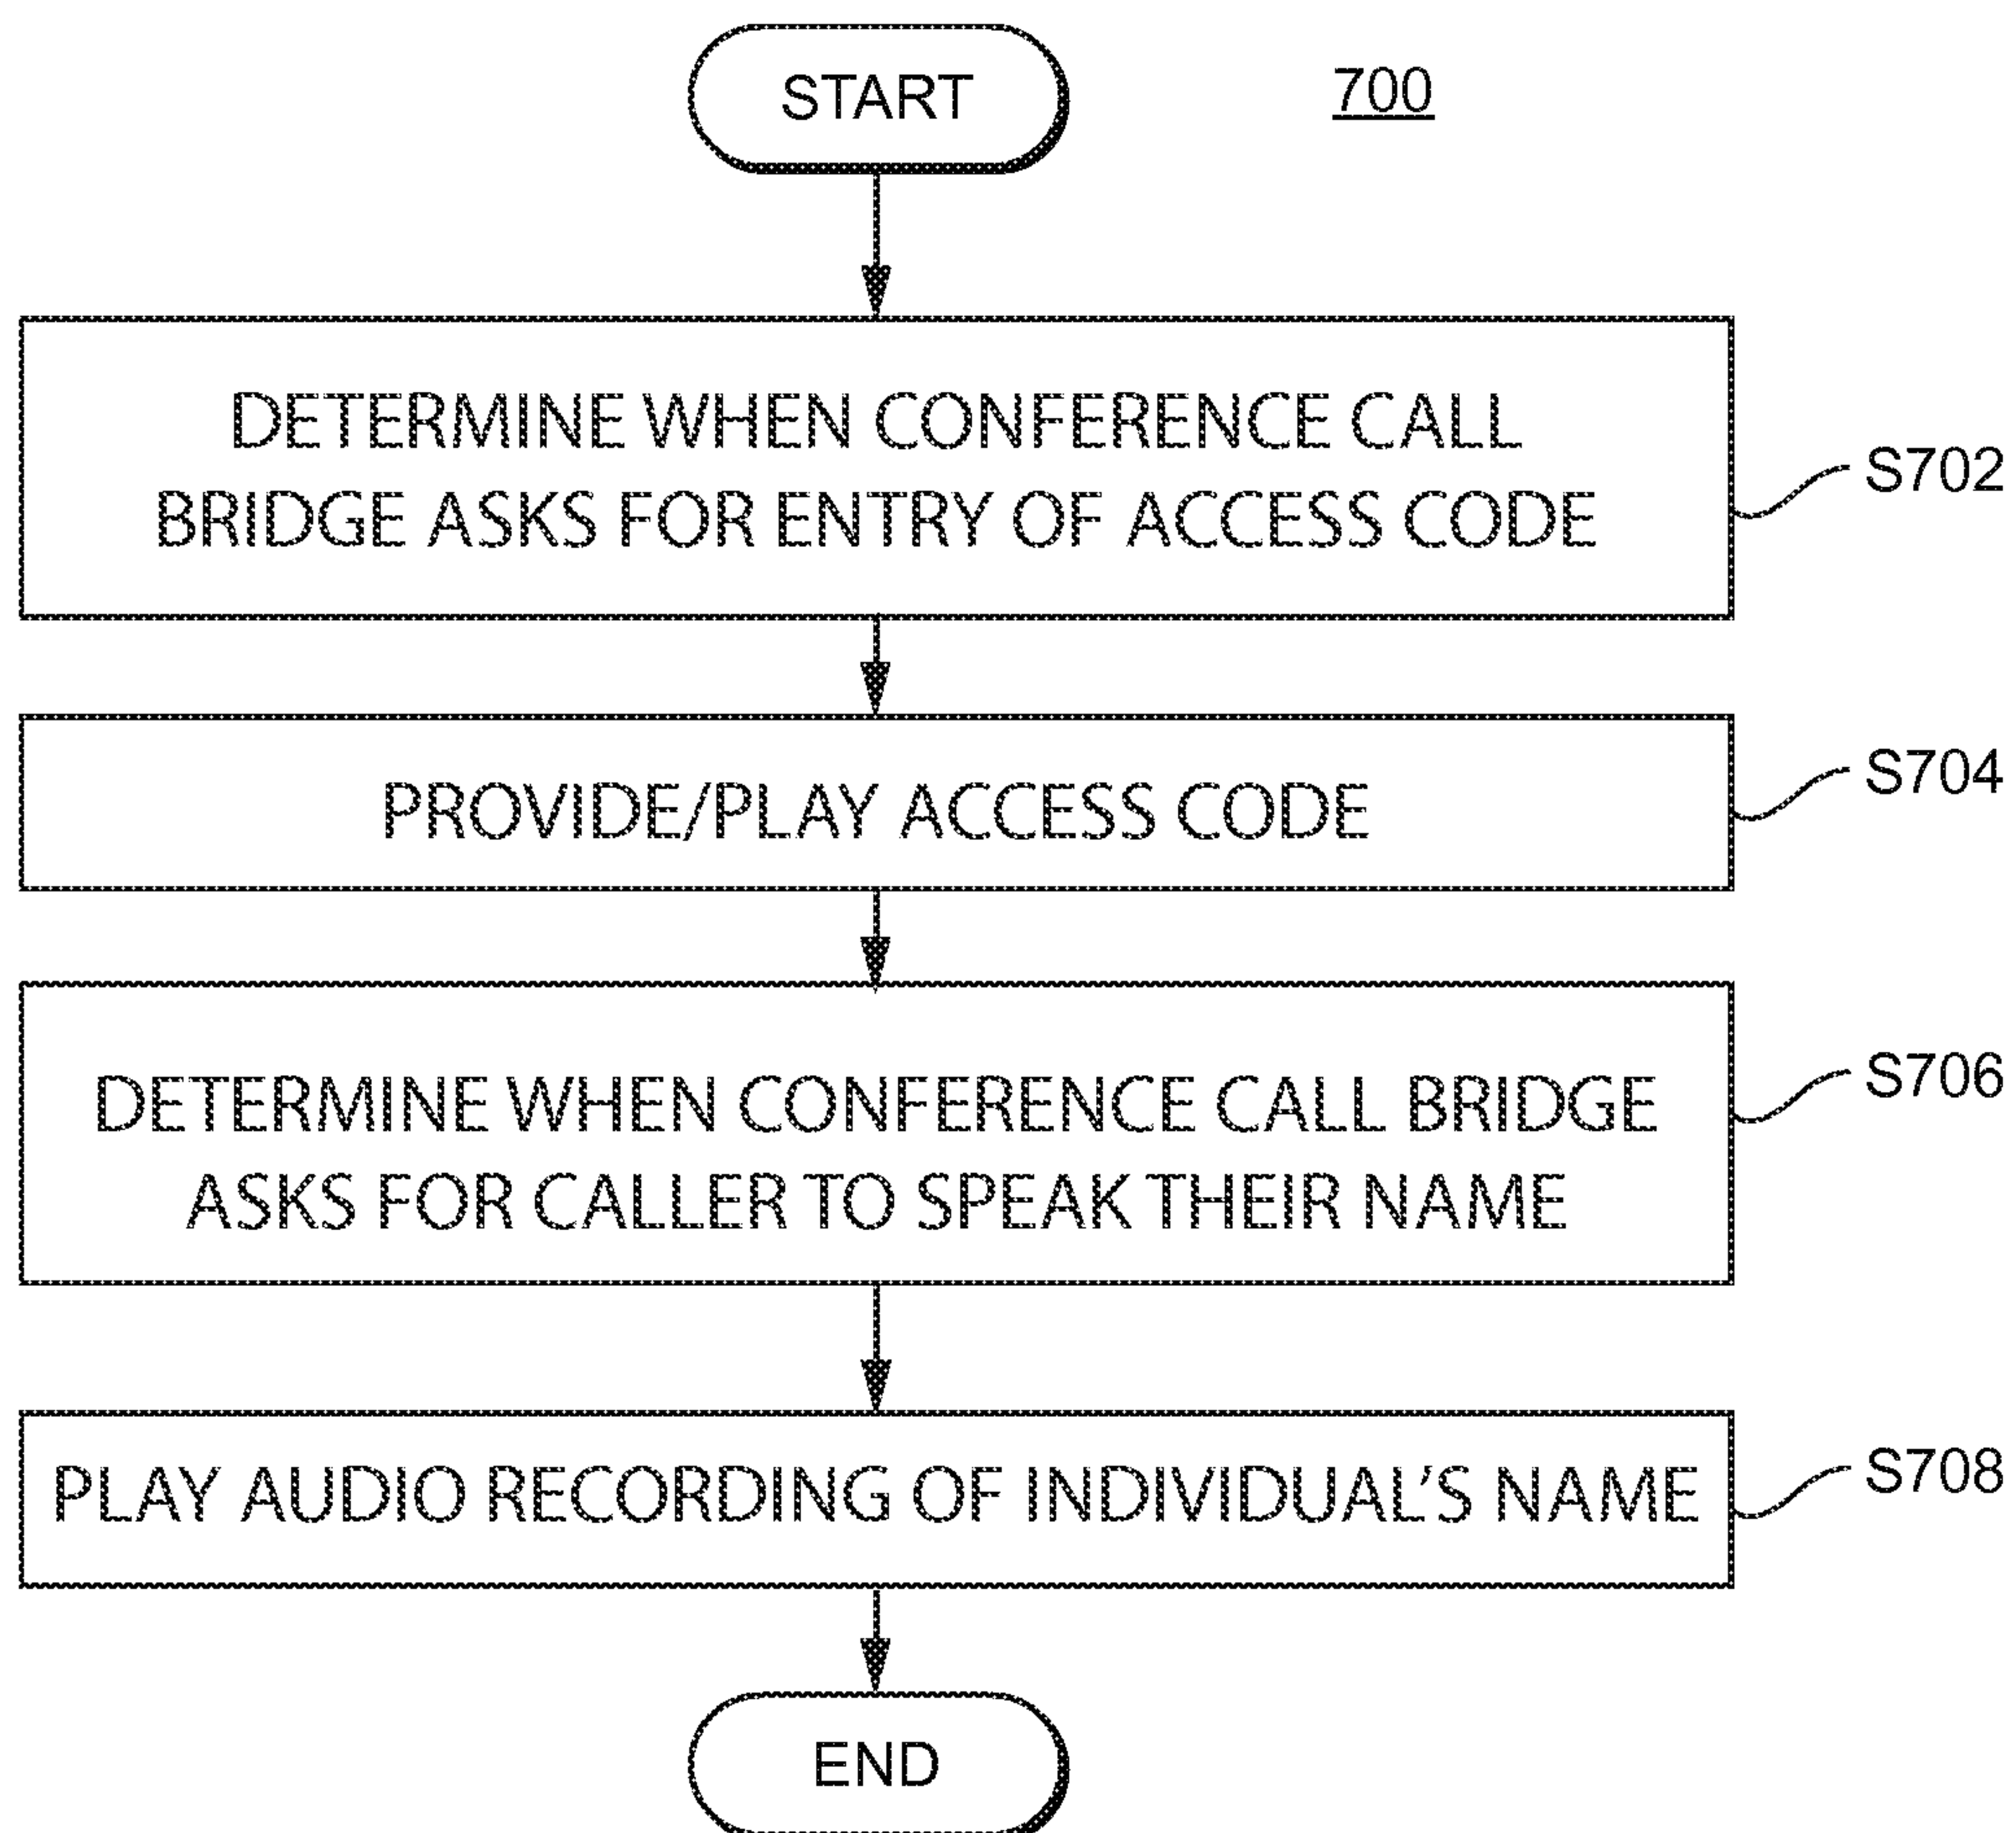 START
700
DETERMINE WHEN CONFERENCE CALL
BRIDGE ASKS FOR ENTRY OF ACCESS CODE
S702
PROVIDE/PLAY ACCESS CODE
S704
DETERMINE WHEN CONFERENCE CALL BRIDGE
ASKS FOR CALLER TO SPEAK THEIR NAME
S706
PLAY AUDIO RECORDING OF INDIVIDUAL’S NAME
S708
END